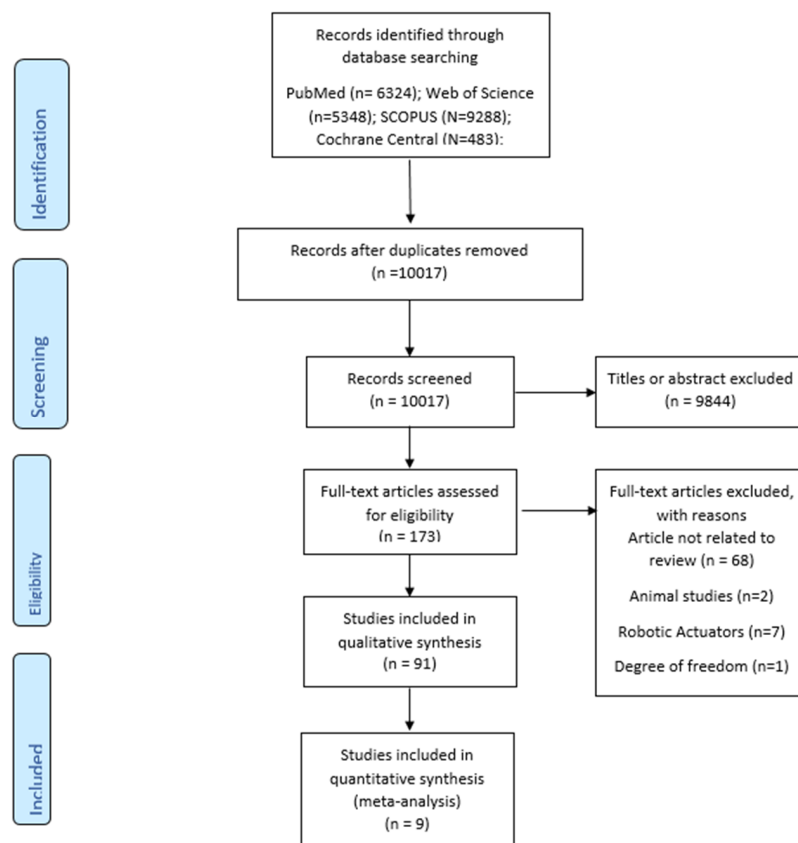 Records identified through
database searching
PubMed (n= 6324); Web of Science
(n=5348); SCOPUS (N=9288);
Cochrane Central (N=483);
Identification
Records after duplicates removed
(n =10017)
Screening
Records screened
(n = 10017)
Titles or abstract excluded
(n = 9844)
Eligibility
Full-text articles assessed
for eligibility
(n = 173)
Full-text articles excluded,
with reasons
Article not related to
review (n = 68)
Animal studies (n=2)
Robotic Actuators (n=7)
Degree of freedom (n=1)
Studies included in
qualitative synthesis
(n = 91)
Included
Studies included in
quantitative synthesis
(meta-analysis)
(n = 9)